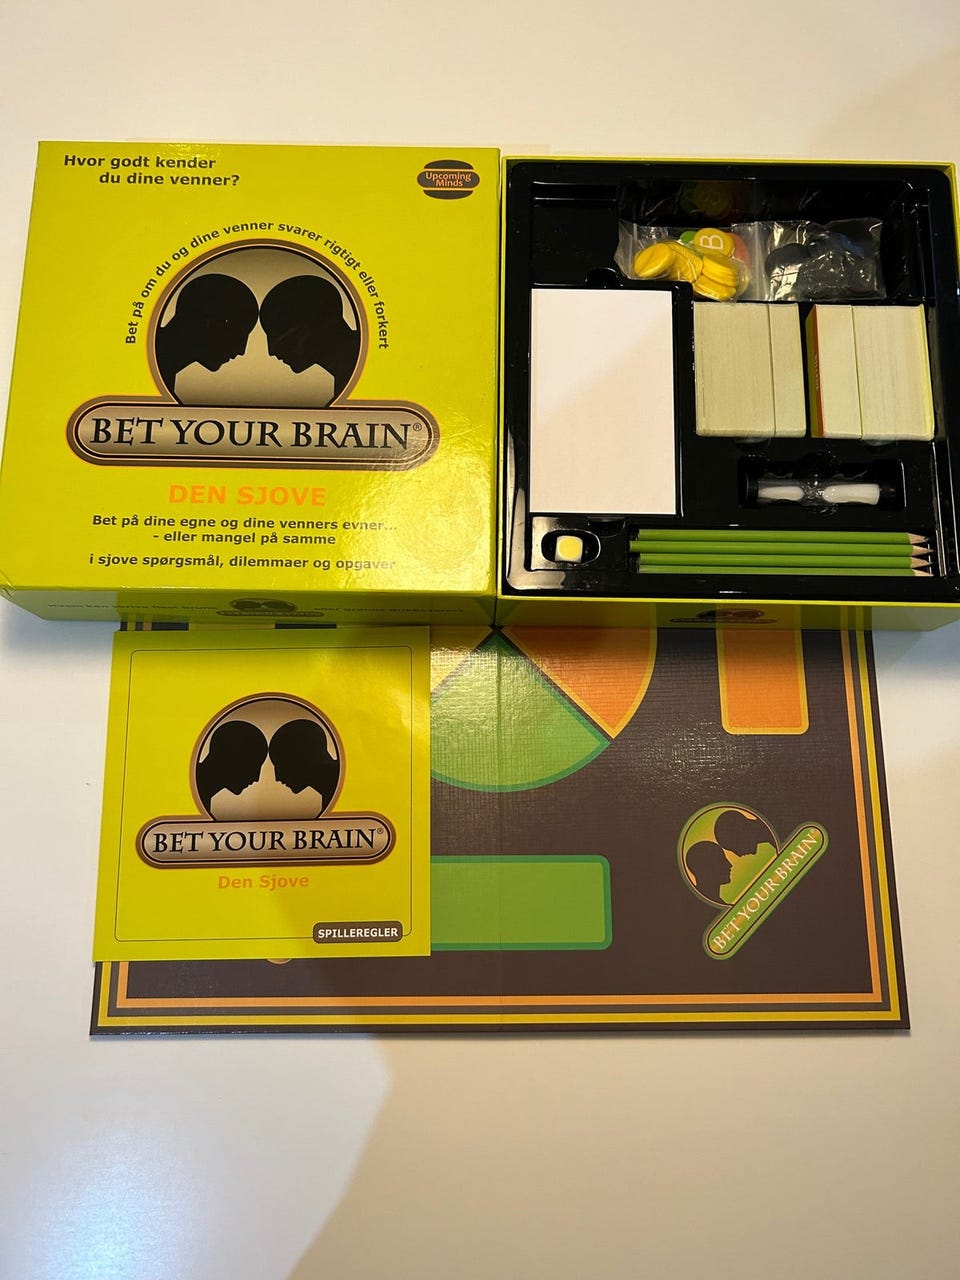 Hvor godt kender
du dine venner?
Upcoming
Minds
Bet på om du og dine venner svarer rigtigt eller forkert
BET YOUR BRAIN®
DEN SJOVE
Bet på dine egne og dine venners evner...
- eller mangel på samme
i sjove spørgsmål, dilemmaer og opgaver
B
BET YOUR BRAIN®
Den Sjove
SPILLEREGLER
BET YOUR BRAIN®